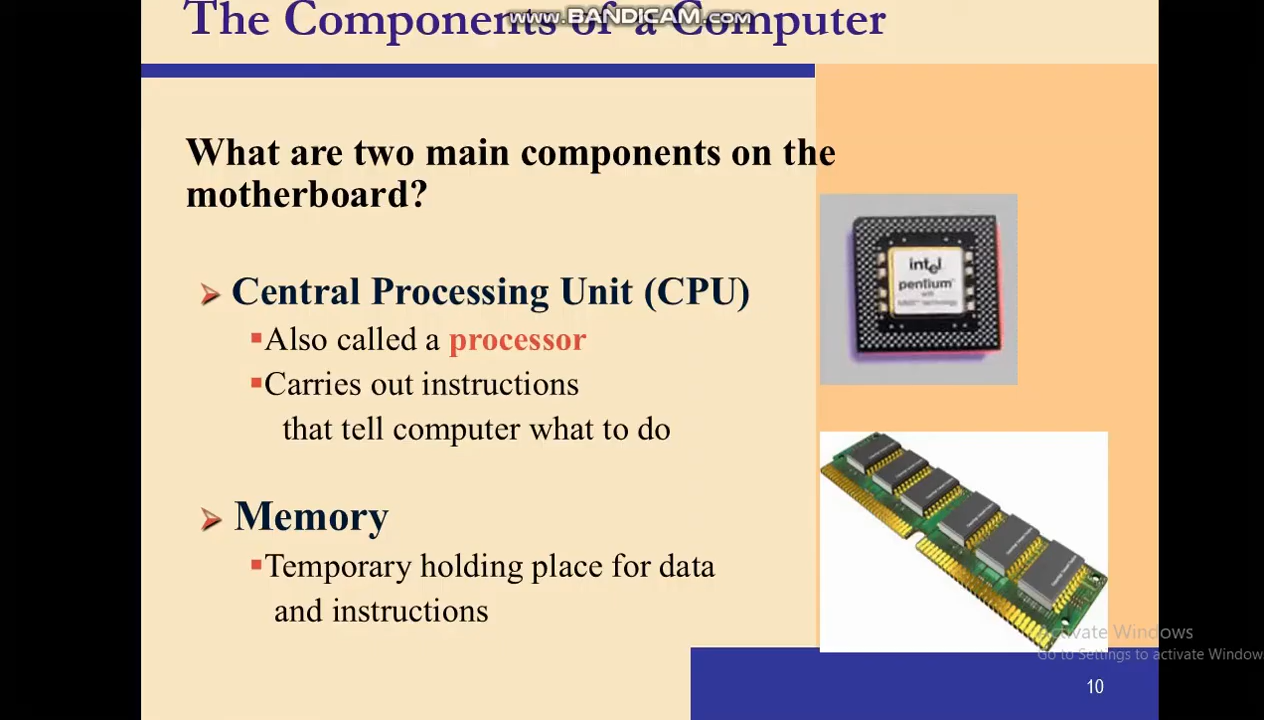 The Components of a Computer
www.BANDICAM.com
What are two main components on the
motherboard?
Central Processing Unit (CPU)
Also called a processor
Carries out instructions
that tell computer what to do
Memory
Temporary holding place for data
and instructions
intel
pentium
technology
Activate Windows
Go to Settings to activate Window
10